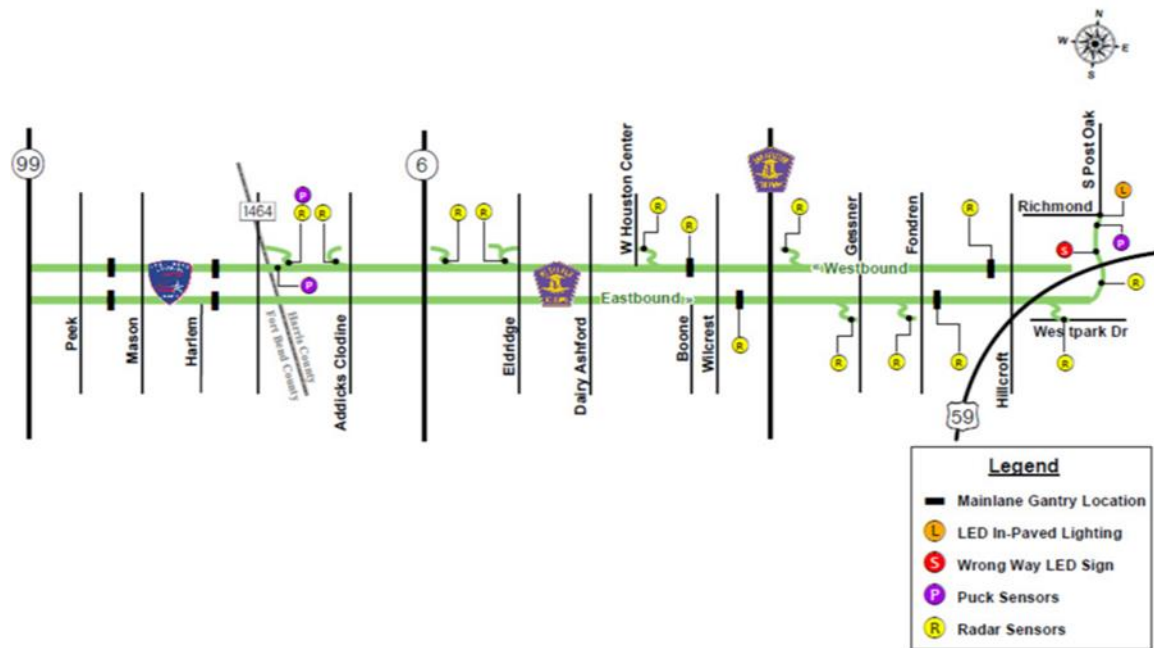 N
W
E
S
99
6
1464
P
R
R
R
R
W Houston Center
R
R
R
Gessner
Fondren
R
S Post Oak
Richmond
L
S
P
R
Westbound
Eastbound »
Peek
Mason
Harlem
Harris County
Fort Bend County
P
Addicks Clodine
Eldridge
Dairy Ashford
Boone
Wilcrest
R
R
R
R
Hillcroft
Westpark Dr
R
59
Legend
Mainlane Gantry Location
L LED In-Paved Lighting
S Wrong Way LED Sign
P Puck Sensors
R Radar Sensors